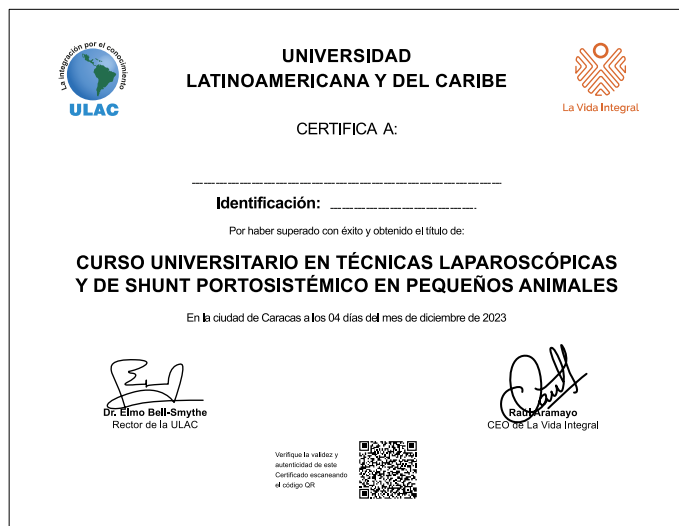 La integración por el conocimiento
ULAC
UNIVERSIDAD
LATINOAMERICANA Y DEL CARIBE
La Vida Integral
CERTIFICA A:
Identificación:
Por haber superado con éxito y obtenido el título de:
CURSO UNIVERSITARIO EN TÉCNICAS LAPAROSCÓPICAS
Y DE SHUNT PORTOSISTÉMICO EN PEQUEÑOS ANIMALES
En la ciudad de Caracas a los 04 días del mes de diciembre de 2023
Dr. Elmo Bell-Smythe
Rector de la ULAC
Raúl Aramayo
CEO de La Vida Integral
Verifique la validez y
autenticidad de este
Certificado escaneando
el código QR